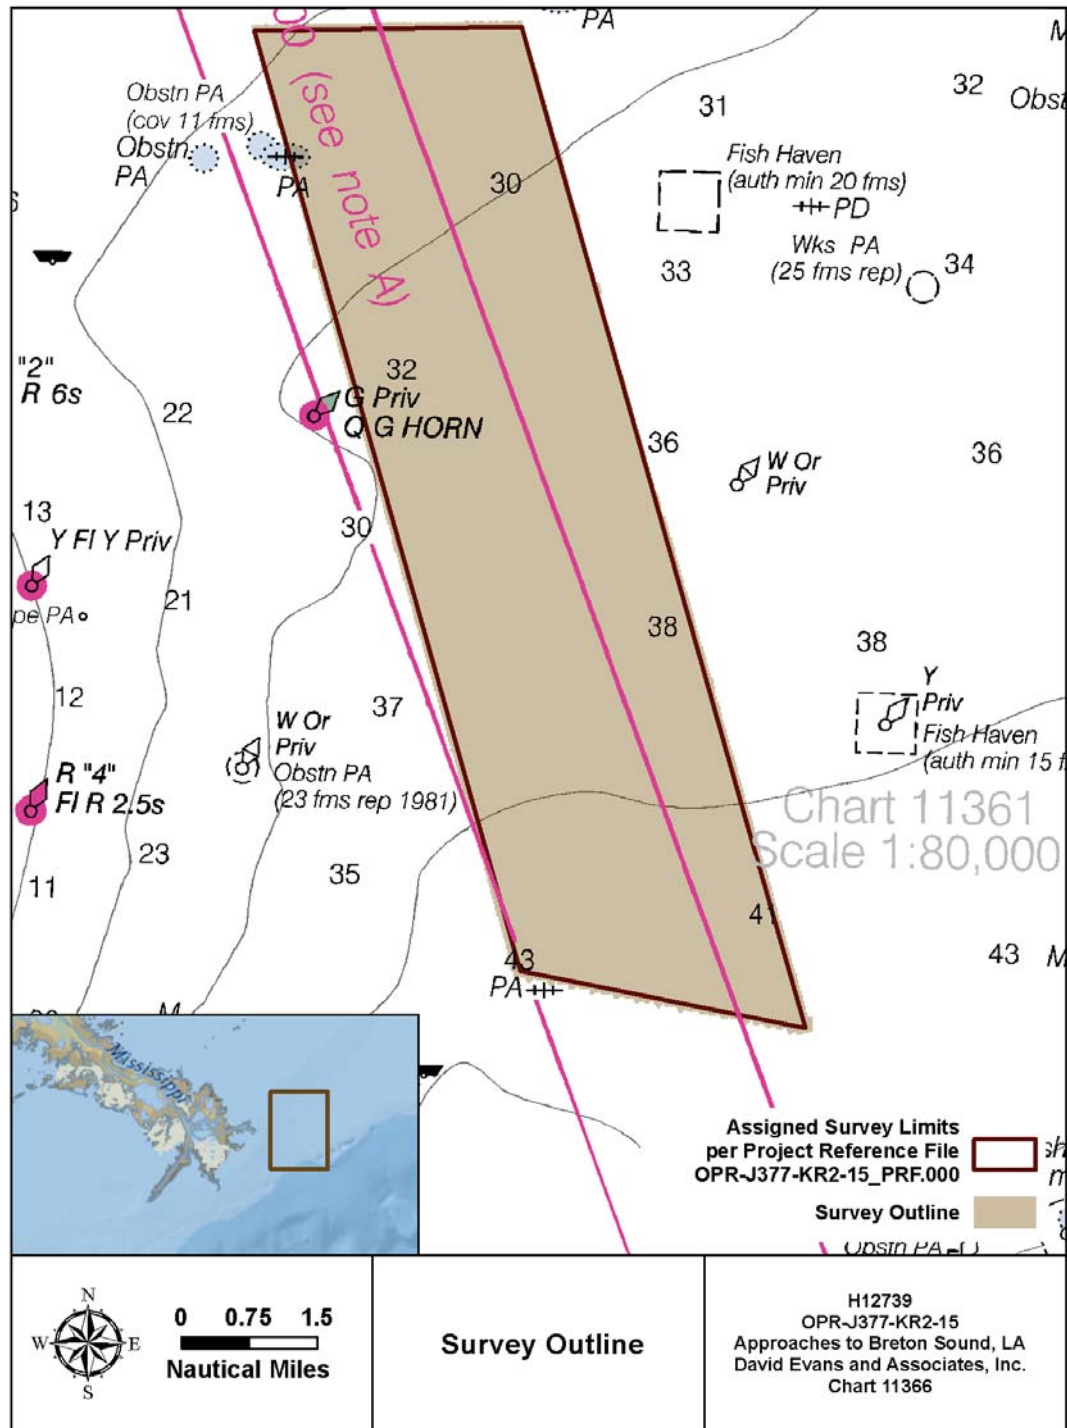 PA
M
00 (see note A)
Obstn PA
(cov 11 fms)
Obstn
PA
PA
30
31
32
Obst
Fish Haven
(auth min 20 fms)
PD
Wks PA
(25 fms rep)
34
33
"2"
R 6s
22
32
G Priv
Q G HORN
36
W Or
Priv
36
13
Y Fl Y Priv
30
pe PA
21
38
38
12
37
Y
Priv
W Or
Priv
Obstn PA
(23 fms rep 1981)
Fish Haven
(auth min 15 f
R "4"
Fl R 2.5s
Chart 11361
Scale 1:80,000
23
35
11
41
43
43
M
PA
M
Mississippi
Assigned Survey Limits
per Project Reference File
OPR-J377-KR2-15_PRF.000
Survey Outline
Obstn PA
N
W
E
S
0 0.75 1.5
Nautical Miles
Survey Outline
H12739
OPR-J377-KR2-15
Approaches to Breton Sound, LA
David Evans and Associates, Inc.
Chart 11366